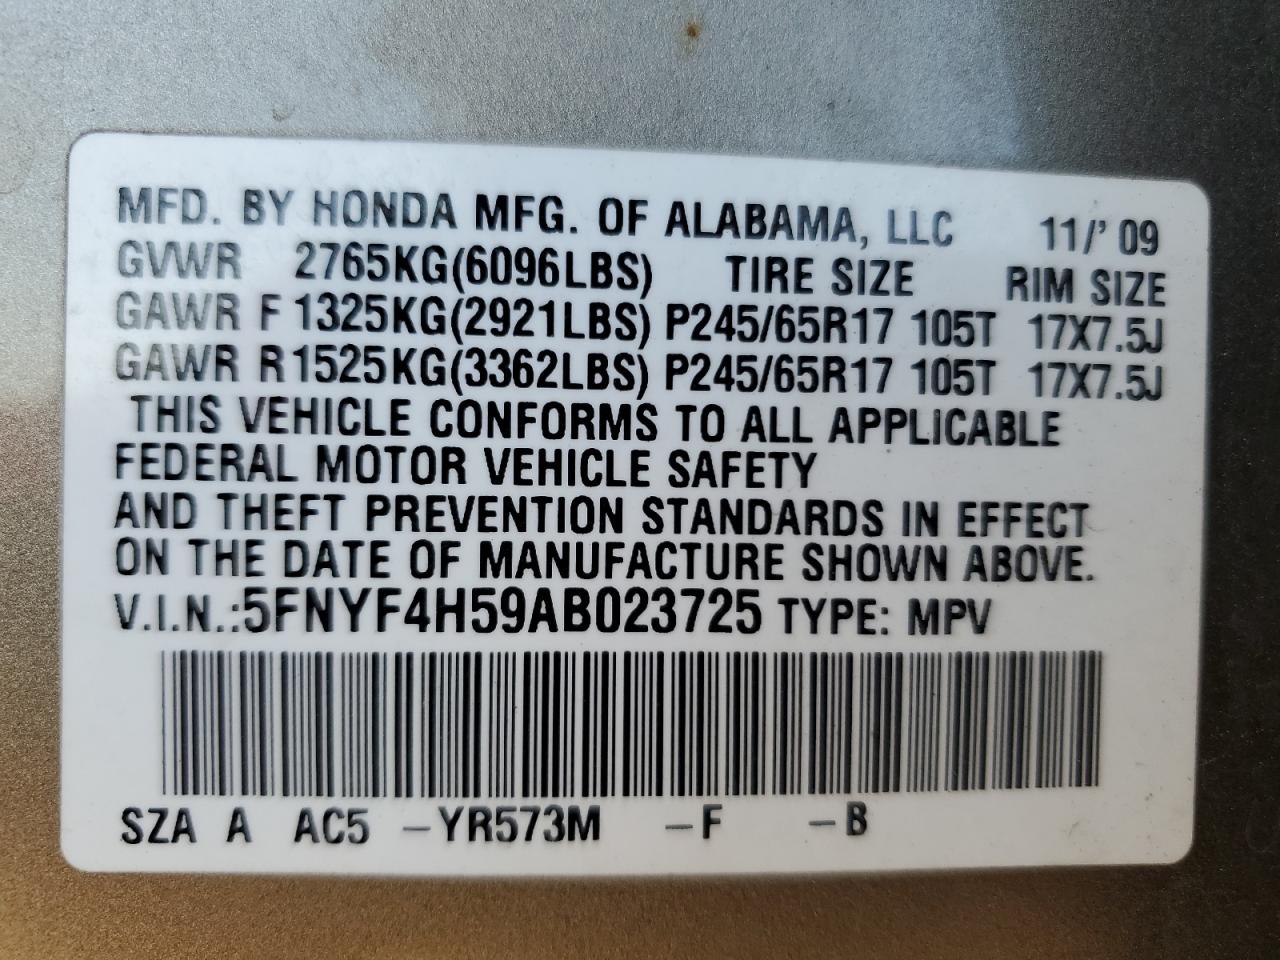 MFD. BY HONDA MFG. OF ALABAMA, LLC 11/' 09
GVWR 2765KG(6096LBS) TIRE SIZE RIM SIZE
GAWR F 1325KG(2921LBS) P245/65R17 105T 17X7.5J
GAWR R 1525KG(3362LBS) P245/65R17 105T 17X7.5J
THIS VEHICLE CONFORMS TO ALL APPLICABLE
FEDERAL MOTOR VEHICLE SAFETY
AND THEFT PREVENTION STANDARDS IN EFFECT
ON THE DATE OF MANUFACTURE SHOWN ABOVE.
V.I.N.:5FNYF4H59AB023725 TYPE: MPV
SZA A AC5 -YR573M -F -B